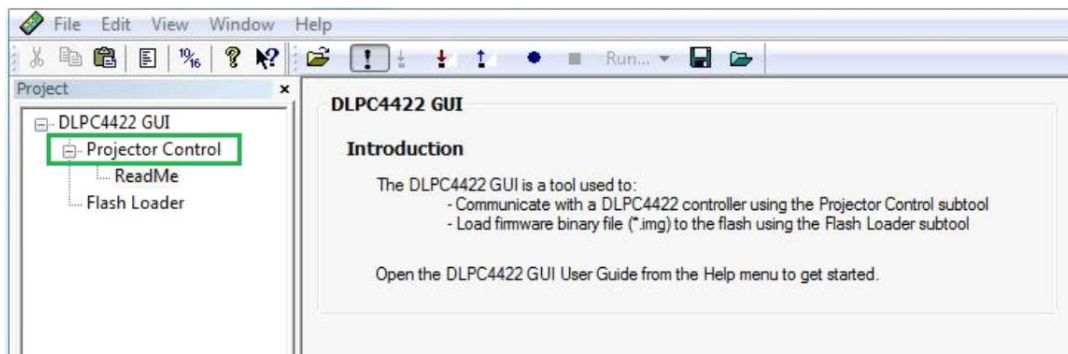 File Edit View Window Help
10/16 ? ? Run...
Project x
DLPC4422 GUI
Projector Control
ReadMe
Flash Loader
DLPC4422 GUI
Introduction
The DLPC4422 GUI is a tool used to:
- Communicate with a DLPC4422 controller using the Projector Control subtool
- Load firmware binary file (*.img) to the flash using the Flash Loader subtool
Open the DLPC4422 GUI User Guide from the Help menu to get started.